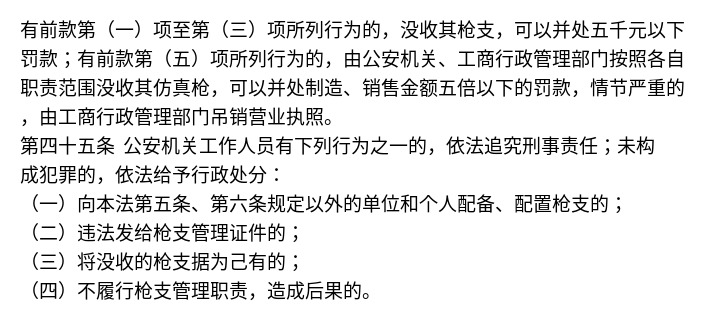 有前款第（一）项至第（三）项所列行为的，没收其枪支，可以并处五千元以下
罚款；有前款第（五）项所列行为的，由公安机关、工商行政管理部门按照各自
职责范围没收其仿真枪，可以并处制造、销售金额五倍以下的罚款，情节严重的
，由工商行政管理部门吊销营业执照。
第四十五条 公安机关工作人员有下列行为之一的，依法追究刑事责任；未构
成犯罪的，依法给予行政处分：
（一）向本法第五条、第六条规定以外的单位和个人配备、配置枪支的；
（二）违法发给枪支管理证件的；
（三）将没收的枪支据为己有的；
（四）不履行枪支管理职责，造成后果的。